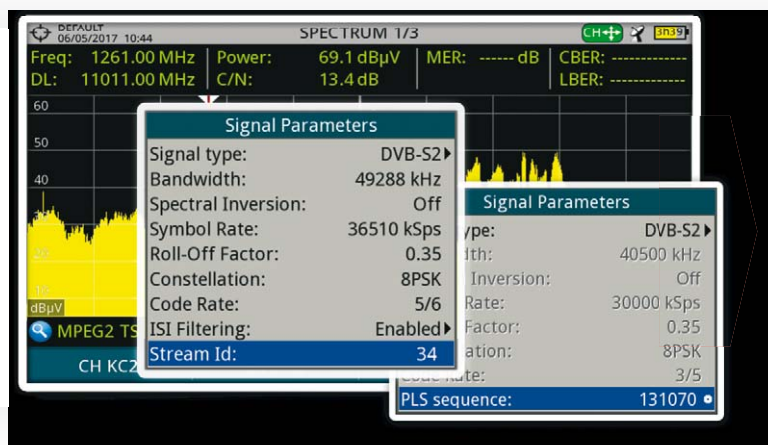 DEFAULT
06/05/2017 10:44
SPECTRUM 1/3
CH
Freq: 1261.00 MHz Power: 69.1 dBµV MER: ------ dB CBER: -------------
DL: 11011.00 MHz C/N: 13.4 dB LBER: -------------
60
50
40
dBµV
MPEG2 TS
CH KC2
Signal Parameters
Signal type: DVB-S2
Bandwidth: 49288 kHz
Spectral Inversion: Off
Symbol Rate: 36510 kSps
Roll-Off Factor: 0.35
Constellation: 8PSK
Code Rate: 5/6
ISI Filtering: Enabled
Stream Id: 34
Signal Parameters
ype: DVB-S2
dth: 40500 kHz
Inversion: Off
Rate: 30000 kSps
Factor: 0.35
ation: 8PSK
Code Rate: 3/5
PLS sequence: 131070